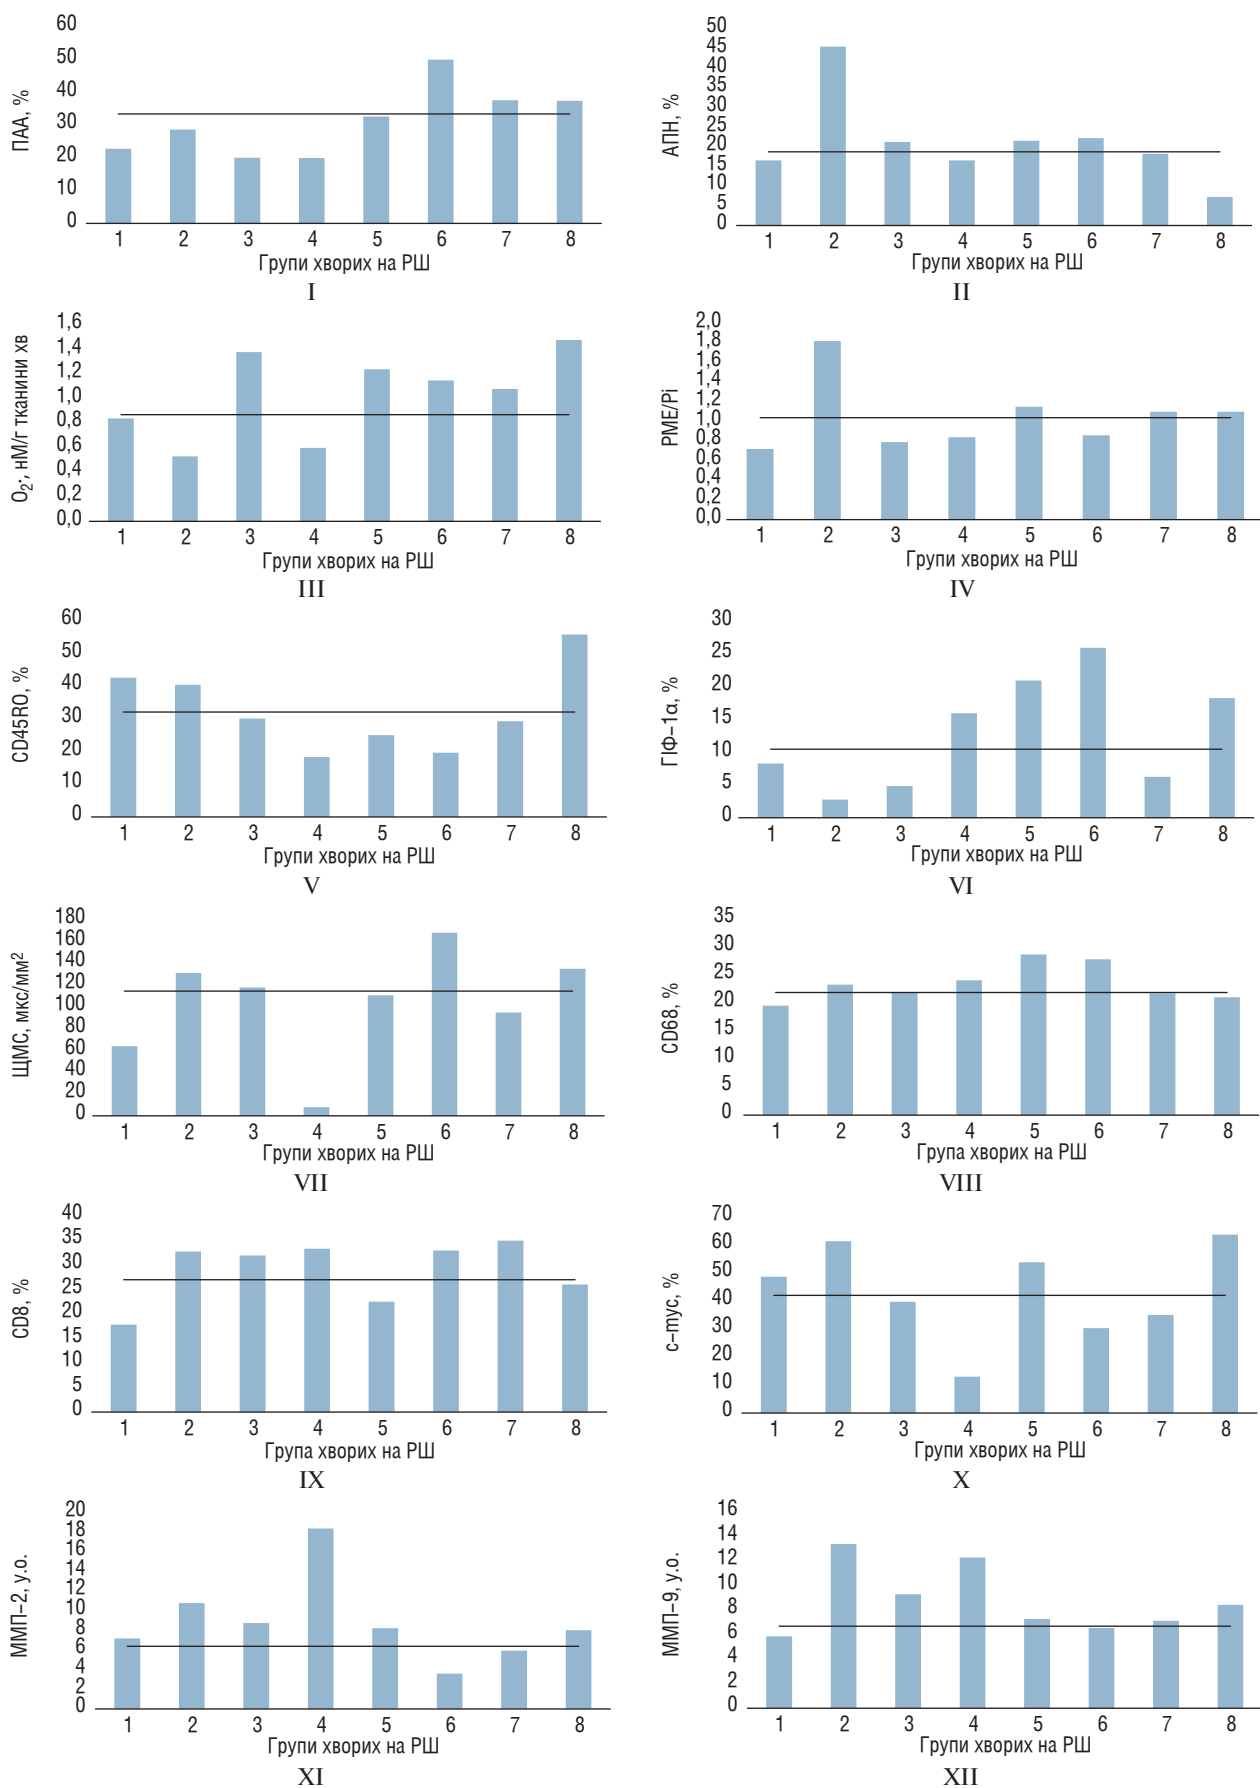 60
50
40
30
20
10
0
ПАА, %
1 2 3 4 5 6 7 8
Групи хворих на РШ
I
50
45
40
35
30
25
20
15
10
5
0
АПН, %
1 2 3 4 5 6 7 8
Групи хворих на РШ
II
1,6
1,4
1,2
1,0
0,8
0,6
0,4
0,2
0,0
O₂⁻, нМ/г тканини хв
1 2 3 4 5 6 7 8
Групи хворих на РШ
III
2,0
1,8
1,6
1,4
1,2
1,0
0,8
0,6
0,4
0,2
0,0
PME/Pi
1 2 3 4 5 6 7 8
Групи хворих на РШ
IV
60
50
40
30
20
10
0
CD45RO, %
1 2 3 4 5 6 7 8
Групи хворих на РШ
V
30
25
20
15
10
5
0
ГІФ-1α, %
1 2 3 4 5 6 7 8
Групи хворих на РШ
VI
180
160
140
120
100
80
60
40
20
0
ЩМС, мкс/мм²
1 2 3 4 5 6 7 8
Групи хворих на РШ
VII
35
30
25
20
15
10
5
0
CD68, %
1 2 3 4 5 6 7 8
Група хворих на РШ
VIII
40
35
30
25
20
15
10
5
0
CD8, %
1 2 3 4 5 6 7 8
Група хворих на РШ
IX
70
60
50
40
30
20
10
0
c-myc, %
1 2 3 4 5 6 7 8
Групи хворих на РШ
X
20
18
16
14
12
10
8
6
4
2
0
ММП-2, у.о.
1 2 3 4 5 6 7 8
Групи хворих на РШ
XI
16
14
12
10
8
6
4
2
0
ММП-9, у.о.
1 2 3 4 5 6 7 8
Групи хворих на РШ
XII